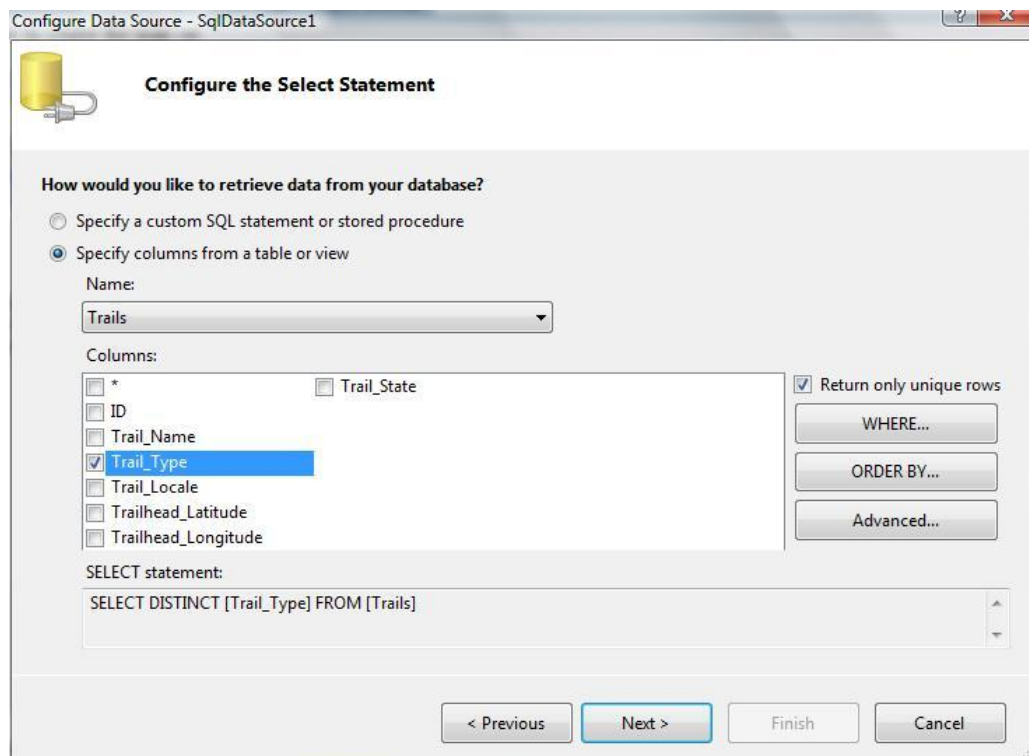 Configure Data Source - SqlDataSource1
Configure the Select Statement
How would you like to retrieve data from your database?
Specify a custom SQL statement or stored procedure
Specify columns from a table or view
Name:
Trails
Columns:
* Trail_State
ID
Trail_Name
Trail_Type
Trail_Locale
Trailhead_Latitude
Trailhead_Longitude
Return only unique rows
WHERE...
ORDER BY...
Advanced...
SELECT statement:
SELECT DISTINCT [Trail_Type] FROM [Trails]
< Previous Next > Finish Cancel